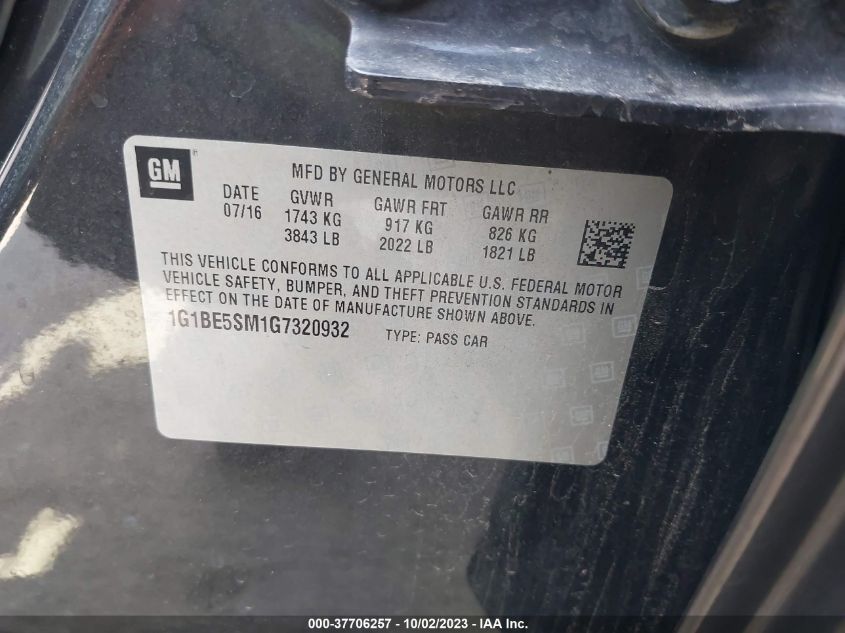 GM
MFD BY GENERAL MOTORS LLC
DATE GVWR GAWR FRT GAWR RR
07/16 1743 KG 917 KG 826 KG
3843 LB 2022 LB 1821 LB
THIS VEHICLE CONFORMS TO ALL APPLICABLE U.S. FEDERAL MOTOR
VEHICLE SAFETY, BUMPER, AND THEFT PREVENTION STANDARDS IN
EFFECT ON THE DATE OF MANUFACTURE SHOWN ABOVE.
1G1BE5SM1G7320932 TYPE: PASS CAR
000-37706257 - 10/02/2023 - IAA Inc.